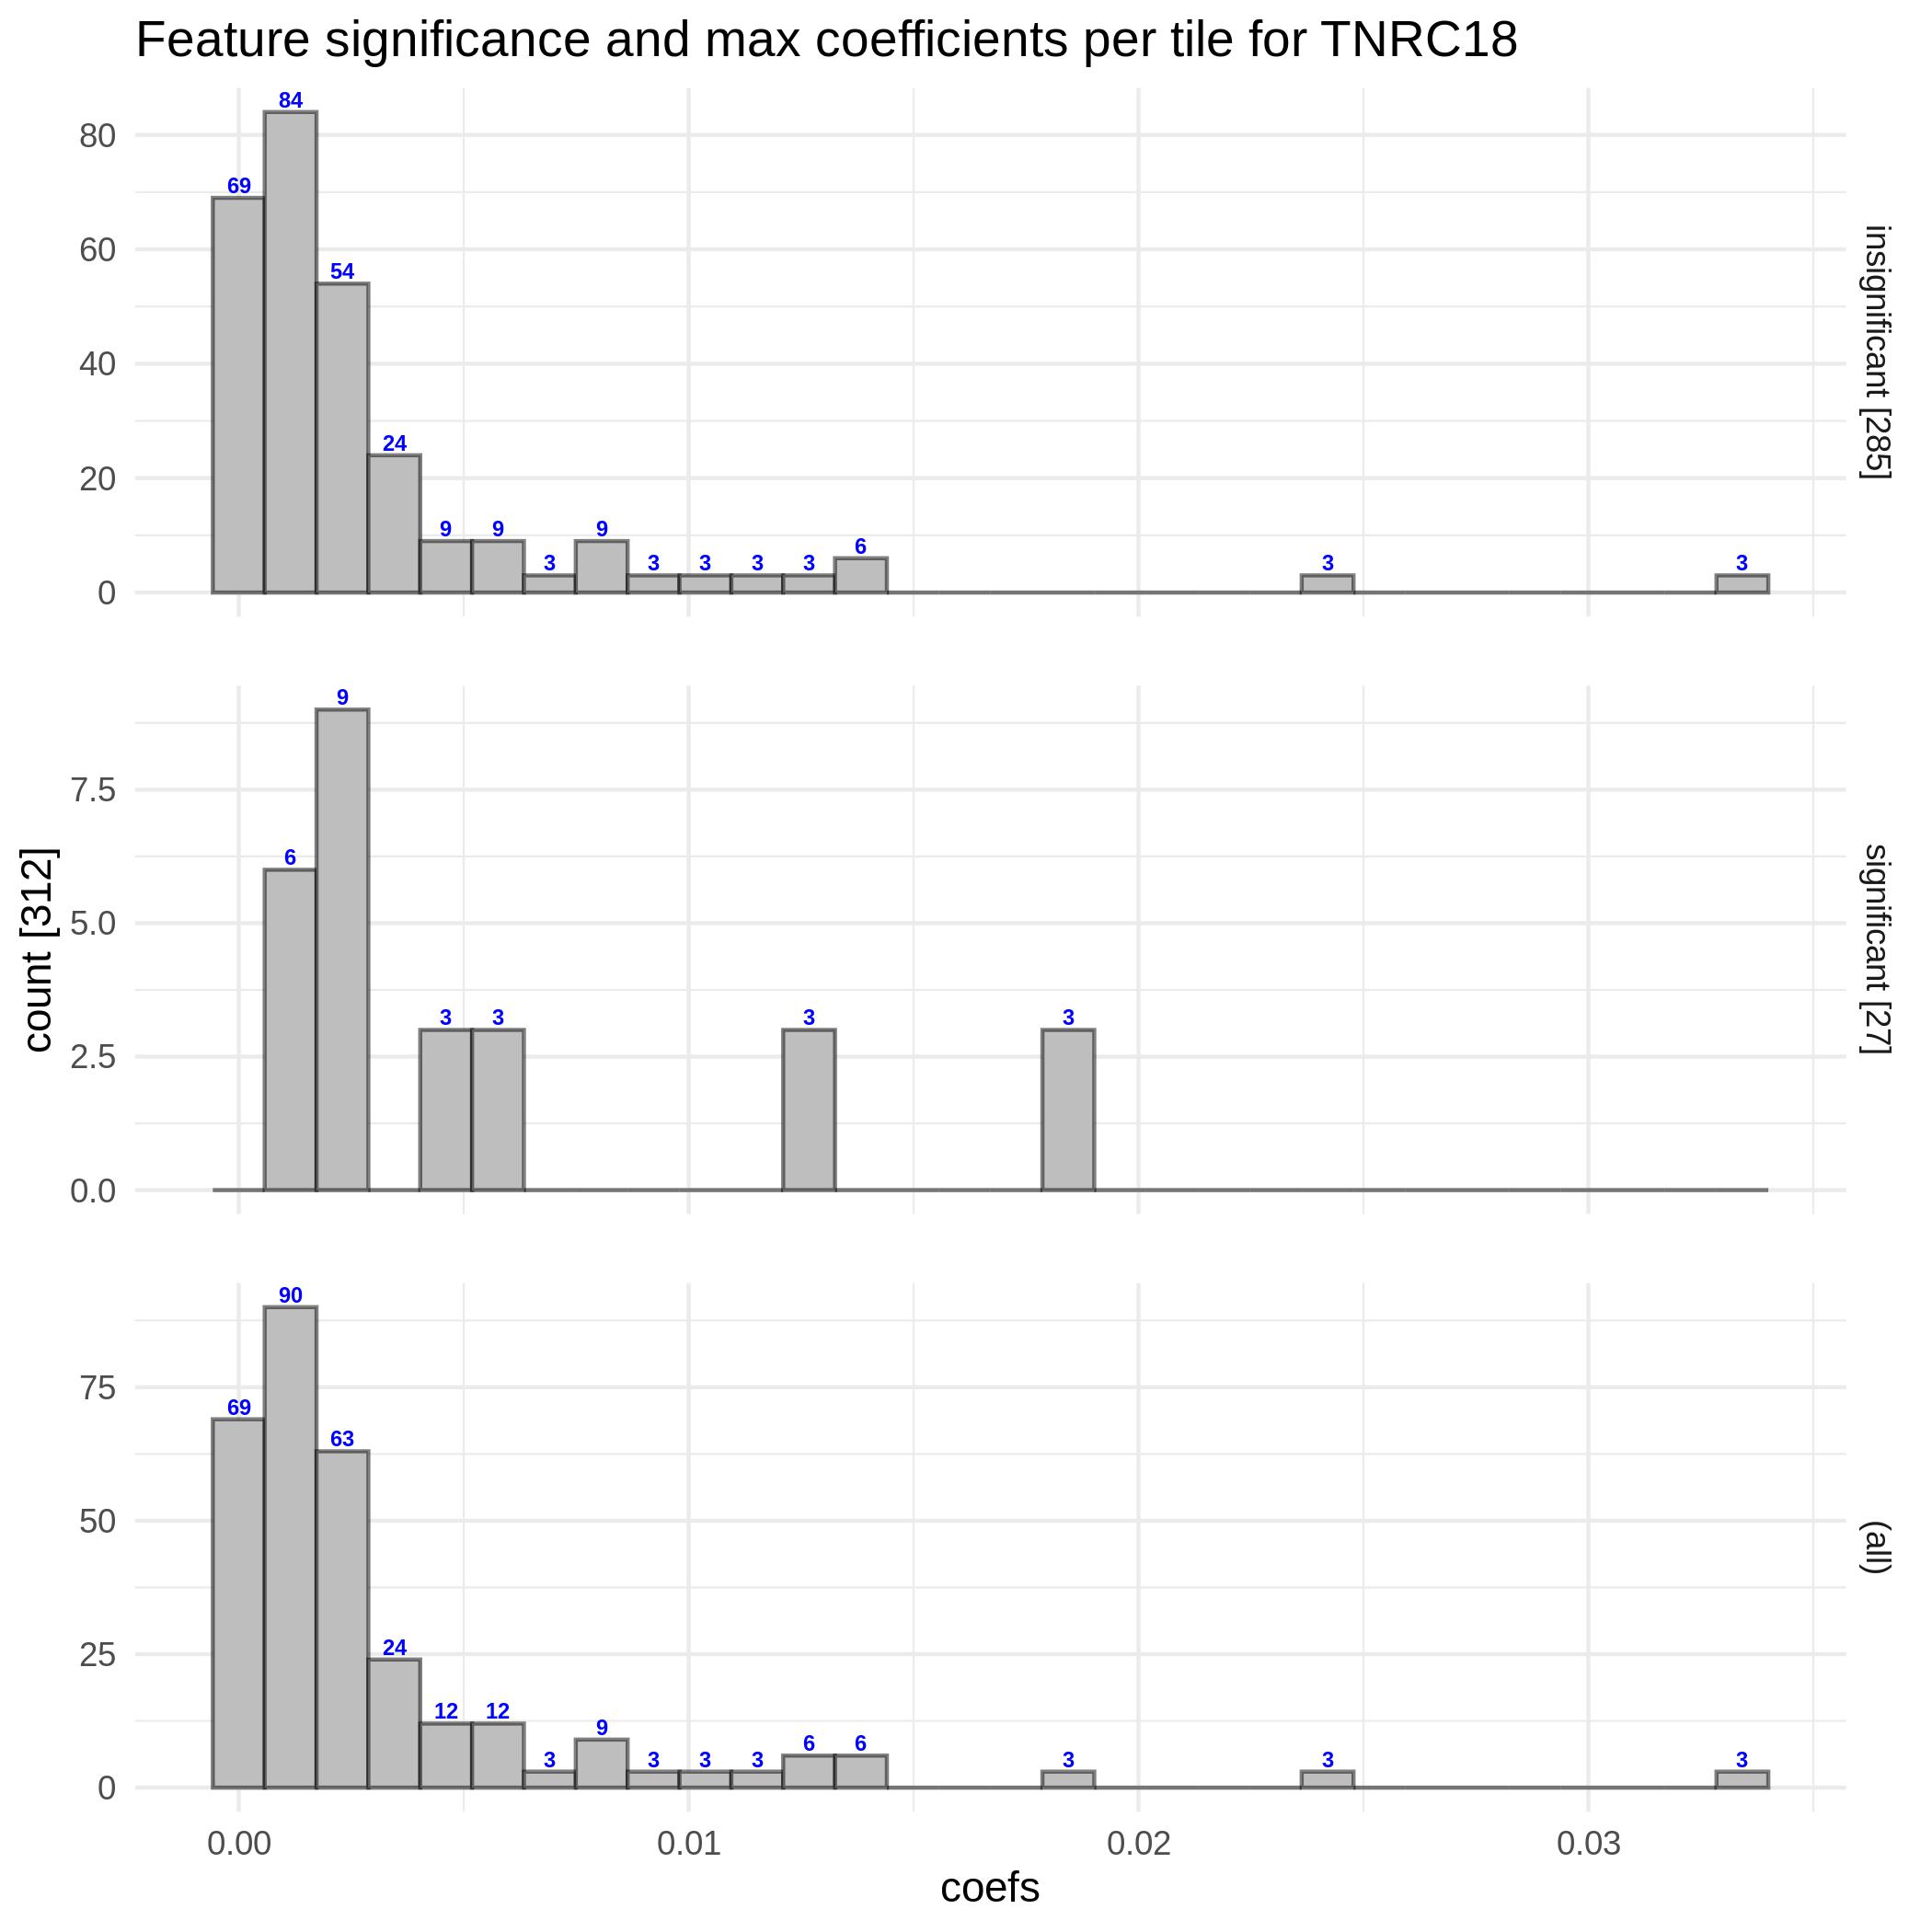 Feature significance and max coefficients per tile for TNRC18
84
80
69
60
54
40
24
20
9 9 3 9 3 3 3 3 6 3 3
0
insignificant [285]
9
7.5
6
5.0
3 3 3 3
2.5
0.0
significant [27]
count [312]
90
75
69
63
50
25
24
12 12 3 9 3 3 3 6 6 3 3 3
0
(all)
0.00 0.01 0.02 0.03
coefs